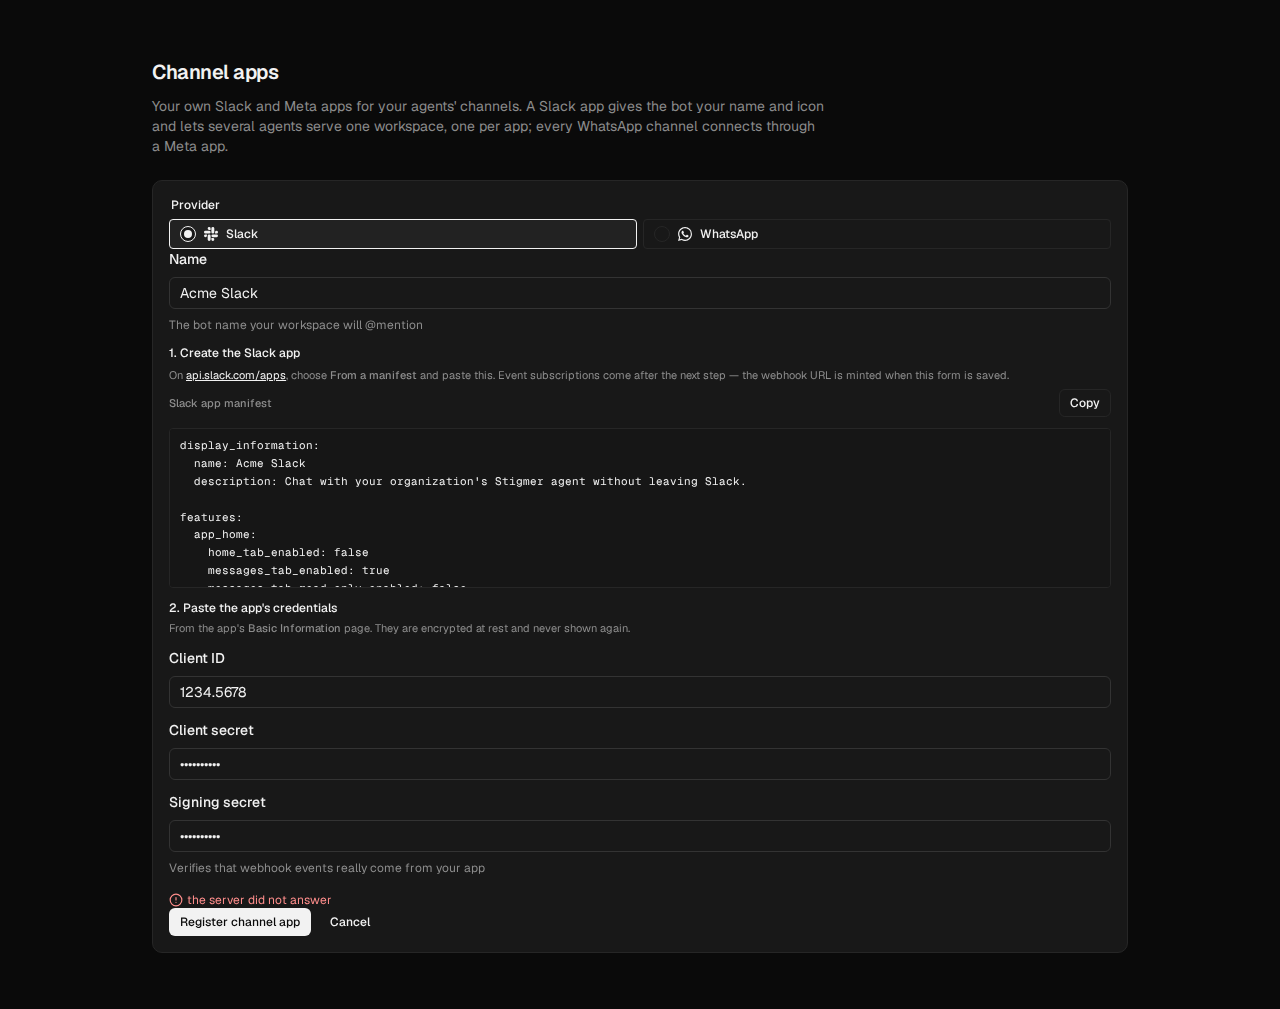 Channel apps
Your own Slack and Meta apps for your agents' channels. A Slack app gives the bot your name and icon
and lets several agents serve one workspace, one per app; every WhatsApp channel connects through
a Meta app.
Provider
Slack
WhatsApp
Name
Acme Slack
The bot name your workspace will @mention
1. Create the Slack app
On api.slack.com/apps, choose From a manifest and paste this. Event subscriptions come after the next step — the webhook URL is minted when this form is saved.
Slack app manifest
Copy
display_information:
  name: Acme Slack
  description: Chat with your organization's Stigmer agent without leaving Slack.
features:
  app_home:
    home_tab_enabled: false
    messages_tab_enabled: true
    messages_tab_read_only_enabled: false
2. Paste the app's credentials
From the app's Basic Information page. They are encrypted at rest and never shown again.
Client ID
1234.5678
Client secret
••••••••••
Signing secret
••••••••••
Verifies that webhook events really come from your app
the server did not answer
Register channel app
Cancel